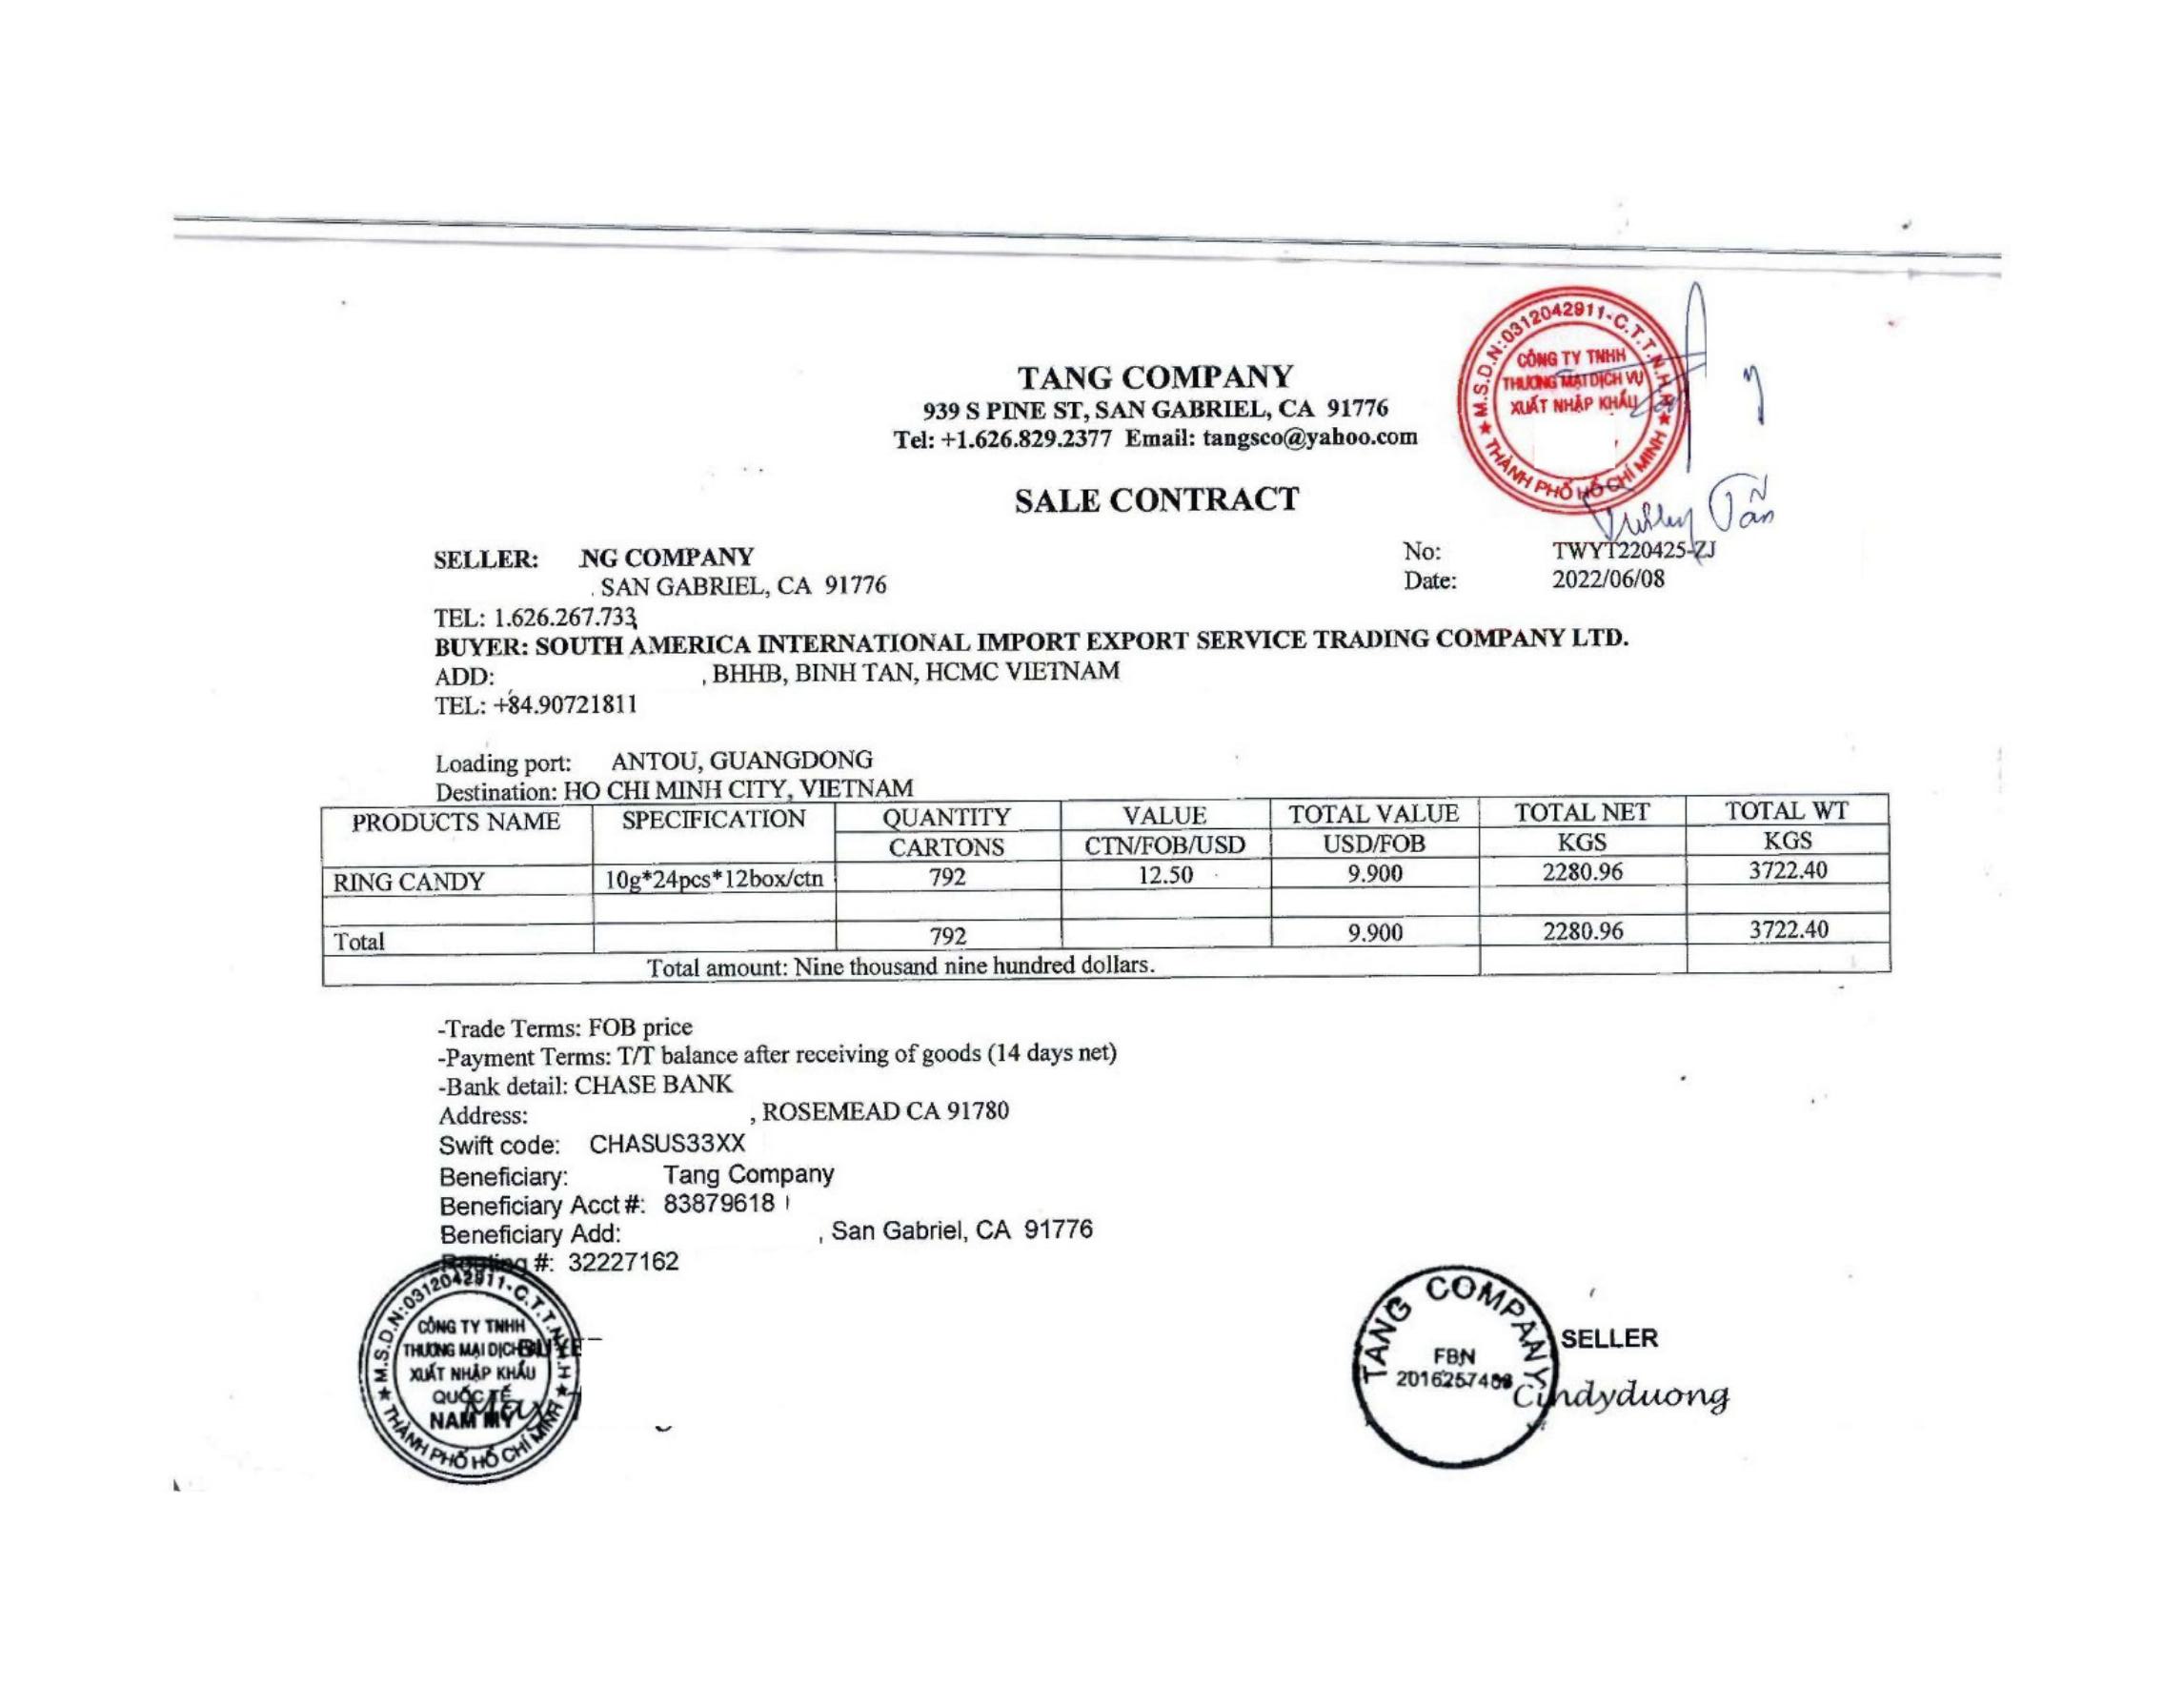 TANG COMPANY
939 S PINE ST, SAN GABRIEL, CA 91776
Tel: +1.626.829.2377 Email: tangsco@yahoo.com
M.S.D.N:0312042911-C.T.T.N.H.H
CÔNG TY TNHH
THƯƠNG MẠI DỊCH VỤ
XUẤT NHẬP KHẨU
THÀNH PHỐ HỒ CHÍ MINH
SALE CONTRACT
SELLER: NG COMPANY
No: TWYT220425-ZJ
, SAN GABRIEL, CA 91776
Date: 2022/06/08
TEL: 1.626.267.733
BUYER: SOUTH AMERICA INTERNATIONAL IMPORT EXPORT SERVICE TRADING COMPANY LTD.
ADD: , BHHB, BINH TAN, HCMC VIETNAM
TEL: +84.90721811
Loading port: ANTOU, GUANGDONG
Destination: HO CHI MINH CITY, VIETNAM
PRODUCTS NAME SPECIFICATION QUANTITY VALUE TOTAL VALUE TOTAL NET TOTAL WT
CARTONS CTN/FOB/USD USD/FOB KGS KGS
RING CANDY 10g*24pcs*12box/ctn 792 12.50 9.900 2280.96 3722.40
Total 792 9.900 2280.96 3722.40
Total amount: Nine thousand nine hundred dollars.
-Trade Terms: FOB price
-Payment Terms: T/T balance after receiving of goods (14 days net)
-Bank detail: CHASE BANK
Address: , ROSEMEAD CA 91780
Swift code: CHASUS33XX
Beneficiary: Tang Company
Beneficiary Acct #: 83879618
Beneficiary Add: , San Gabriel, CA 91776
Routing #: 32227162
M.S.D.N:0312042911-C.T.T.N.H.H
CÔNG TY TNHH
THƯƠNG MẠI DỊCH
XUẤT NHẬP KHẨU
QUỐC TẾ
NAM MỸ
THÀNH PHỐ HỒ CHÍ MINH
TANG COMPANY
FBN
SELLER
Cindyduong